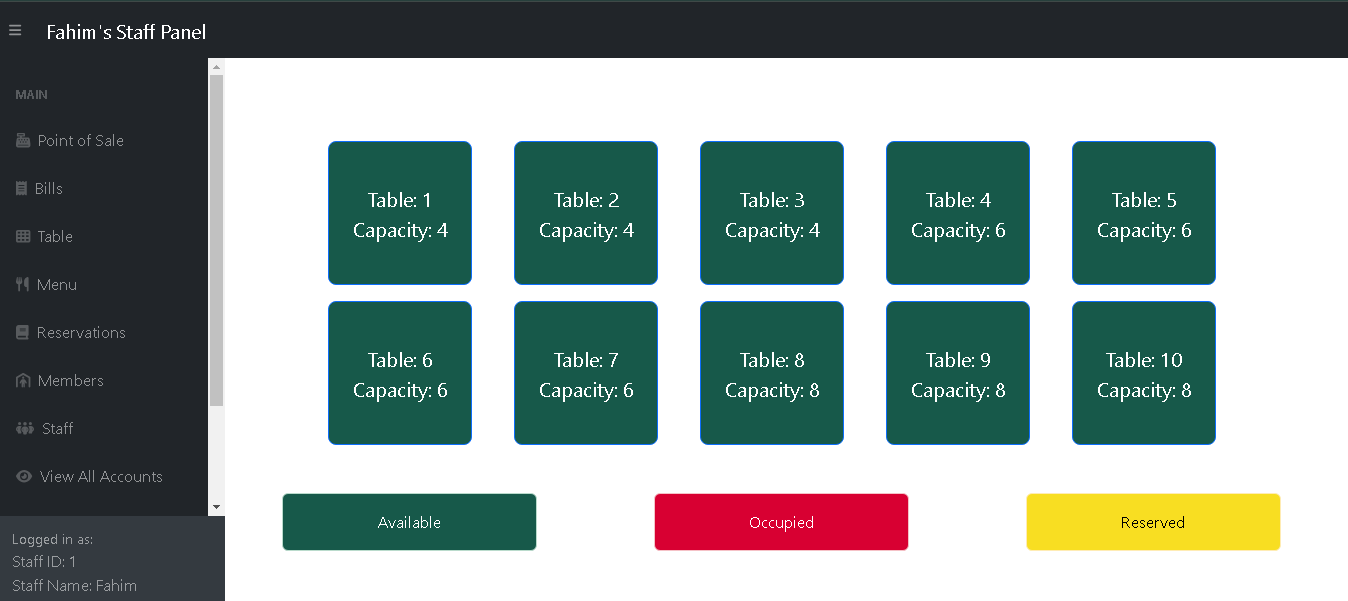 Fahim's Staff Panel
MAIN
Point of Sale
Bills
Table
Menu
Reservations
Members
Staff
View All Accounts
Logged in as:
Staff ID: 1
Staff Name: Fahim
Table: 1
Capacity: 4
Table: 2
Capacity: 4
Table: 3
Capacity: 4
Table: 4
Capacity: 6
Table: 5
Capacity: 6
Table: 6
Capacity: 6
Table: 7
Capacity: 6
Table: 8
Capacity: 8
Table: 9
Capacity: 8
Table: 10
Capacity: 8
Available
Occupied
Reserved